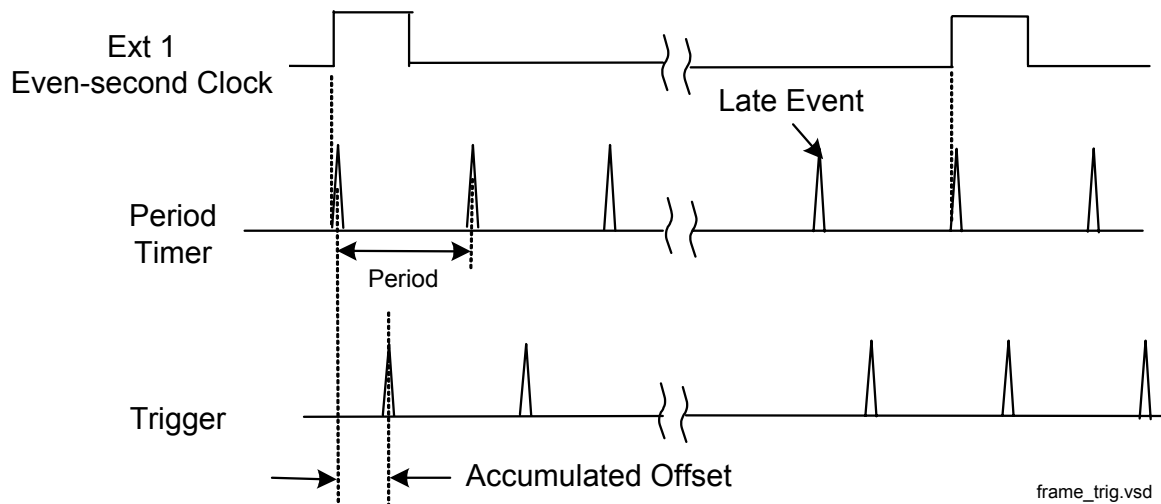 Ext 1
Even-second Clock
Late Event
Period
Timer
Period
Trigger
Accumulated Offset
frame_trig.vsd